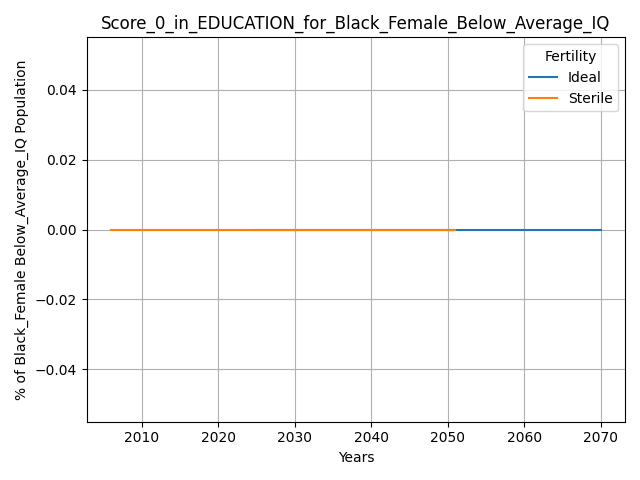 Score_0_in_EDUCATION_for_Black_Female_Below_Average_IQ
% of Black_Female Below_Average_IQ Population
0.04
0.02
0.00
−0.02
−0.04
Fertility
Ideal
Sterile
2010 2020 2030 2040 2050 2060 2070
Years